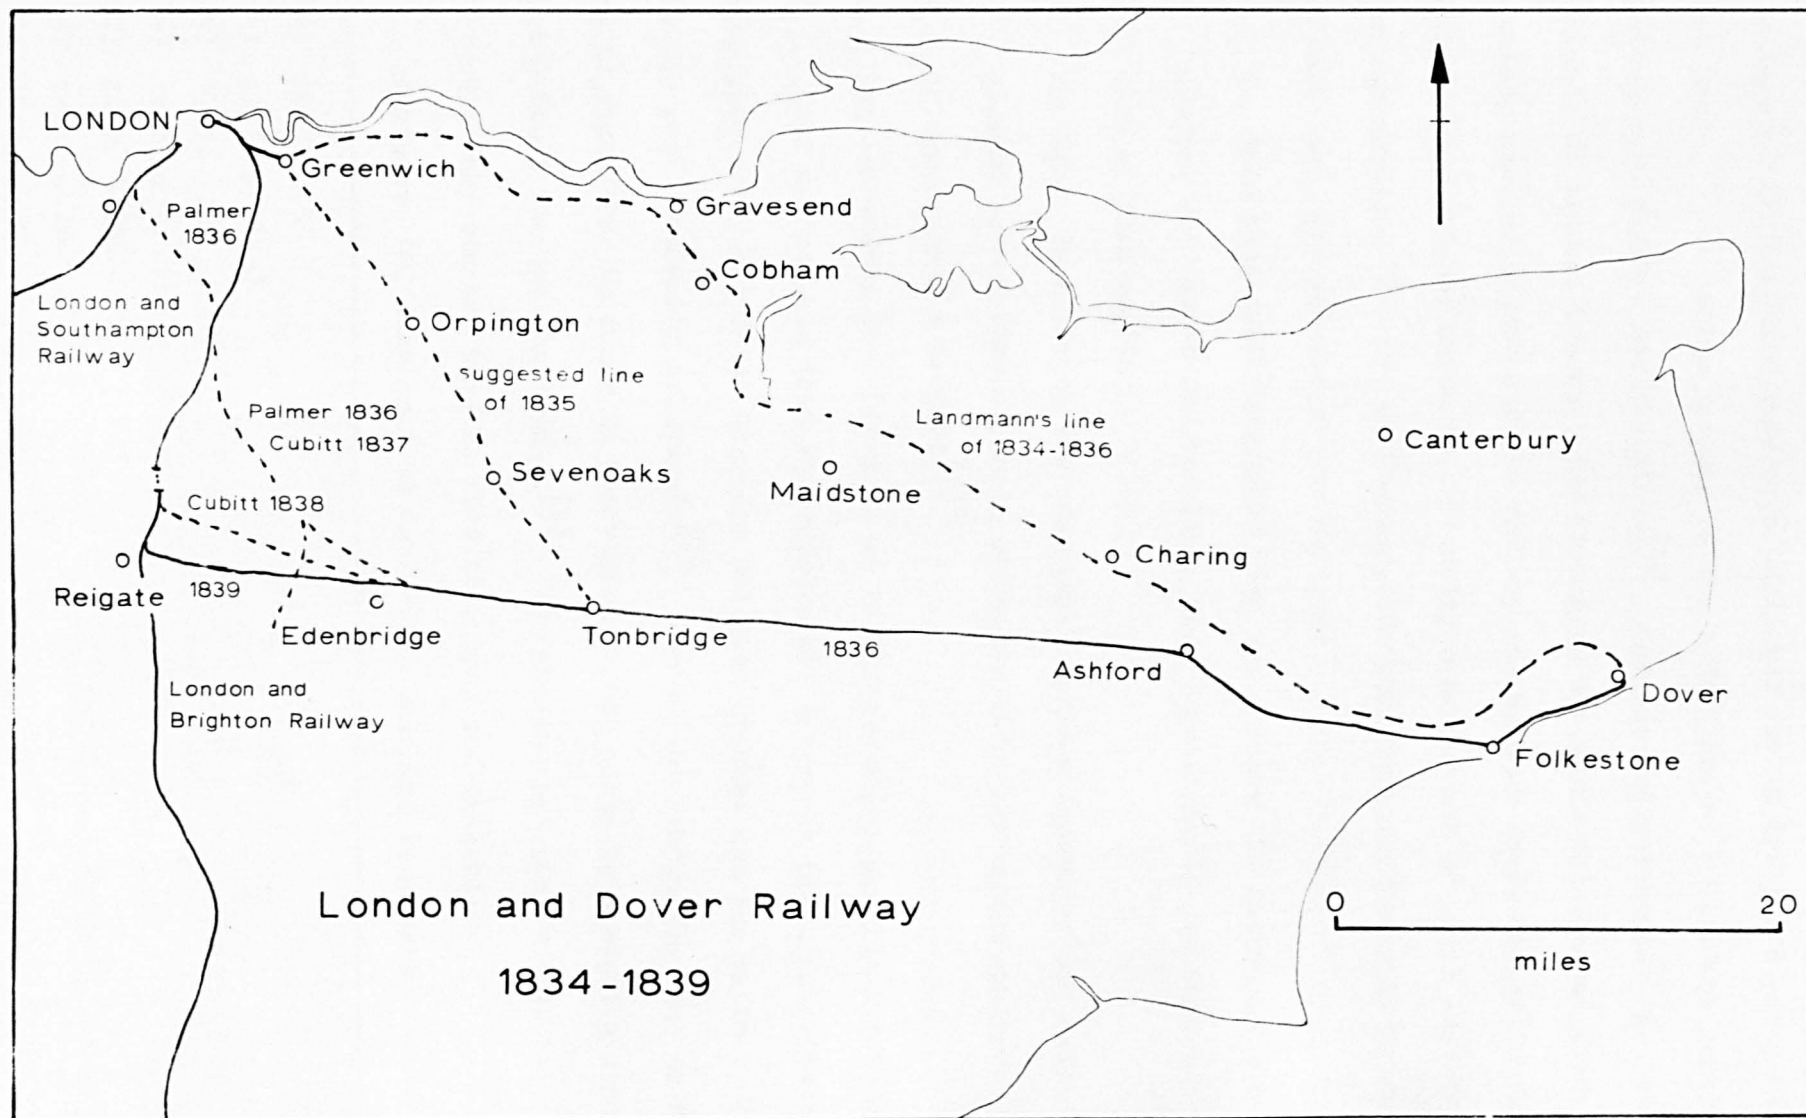 LONDON
Greenwich
Palmer
1836
Gravesend
Cobham
London and
Southampton
Railway
Orpington
suggested line
of 1835
Palmer 1836
Cubitt 1837
Landmann's line
of 1834-1836
Canterbury
Sevenoaks
Maidstone
Cubitt 1838
Charing
Reigate
1839
Edenbridge
Tonbridge
1836
Ashford
London and
Brighton Railway
Dover
Folkestone
London and Dover Railway
1834-1839
0
20
miles